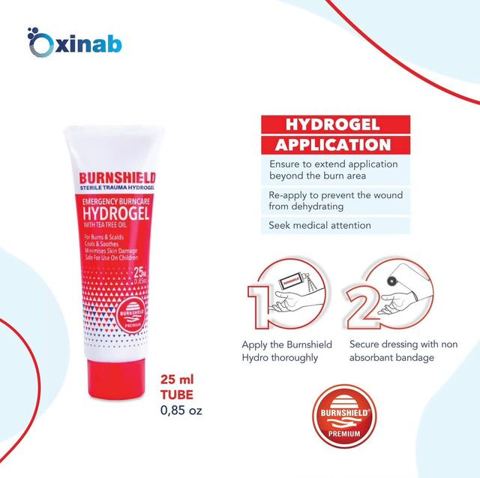 Oxinab
BURNSHIELD®
STERILE TRAUMA HYDROGEL
EMERGENCY BURNCARE
HYDROGEL
WITH TEA TREE OIL
For Burns & Scalds
Cools & Soothes
Minimises Skin Damage
Safe For Use On Children
25ml
BURNSHIELD
PREMIUM
25 ml
TUBE
0,85 oz
HYDROGEL
APPLICATION
Ensure to extend application
beyond the burn area
Re-apply to prevent the wound
from dehydrating
Seek medical attention
1
Apply the Burnshield
Hydro thoroughly
2
Secure dressing with non
absorbant bandage
BURNSHIELD®
PREMIUM